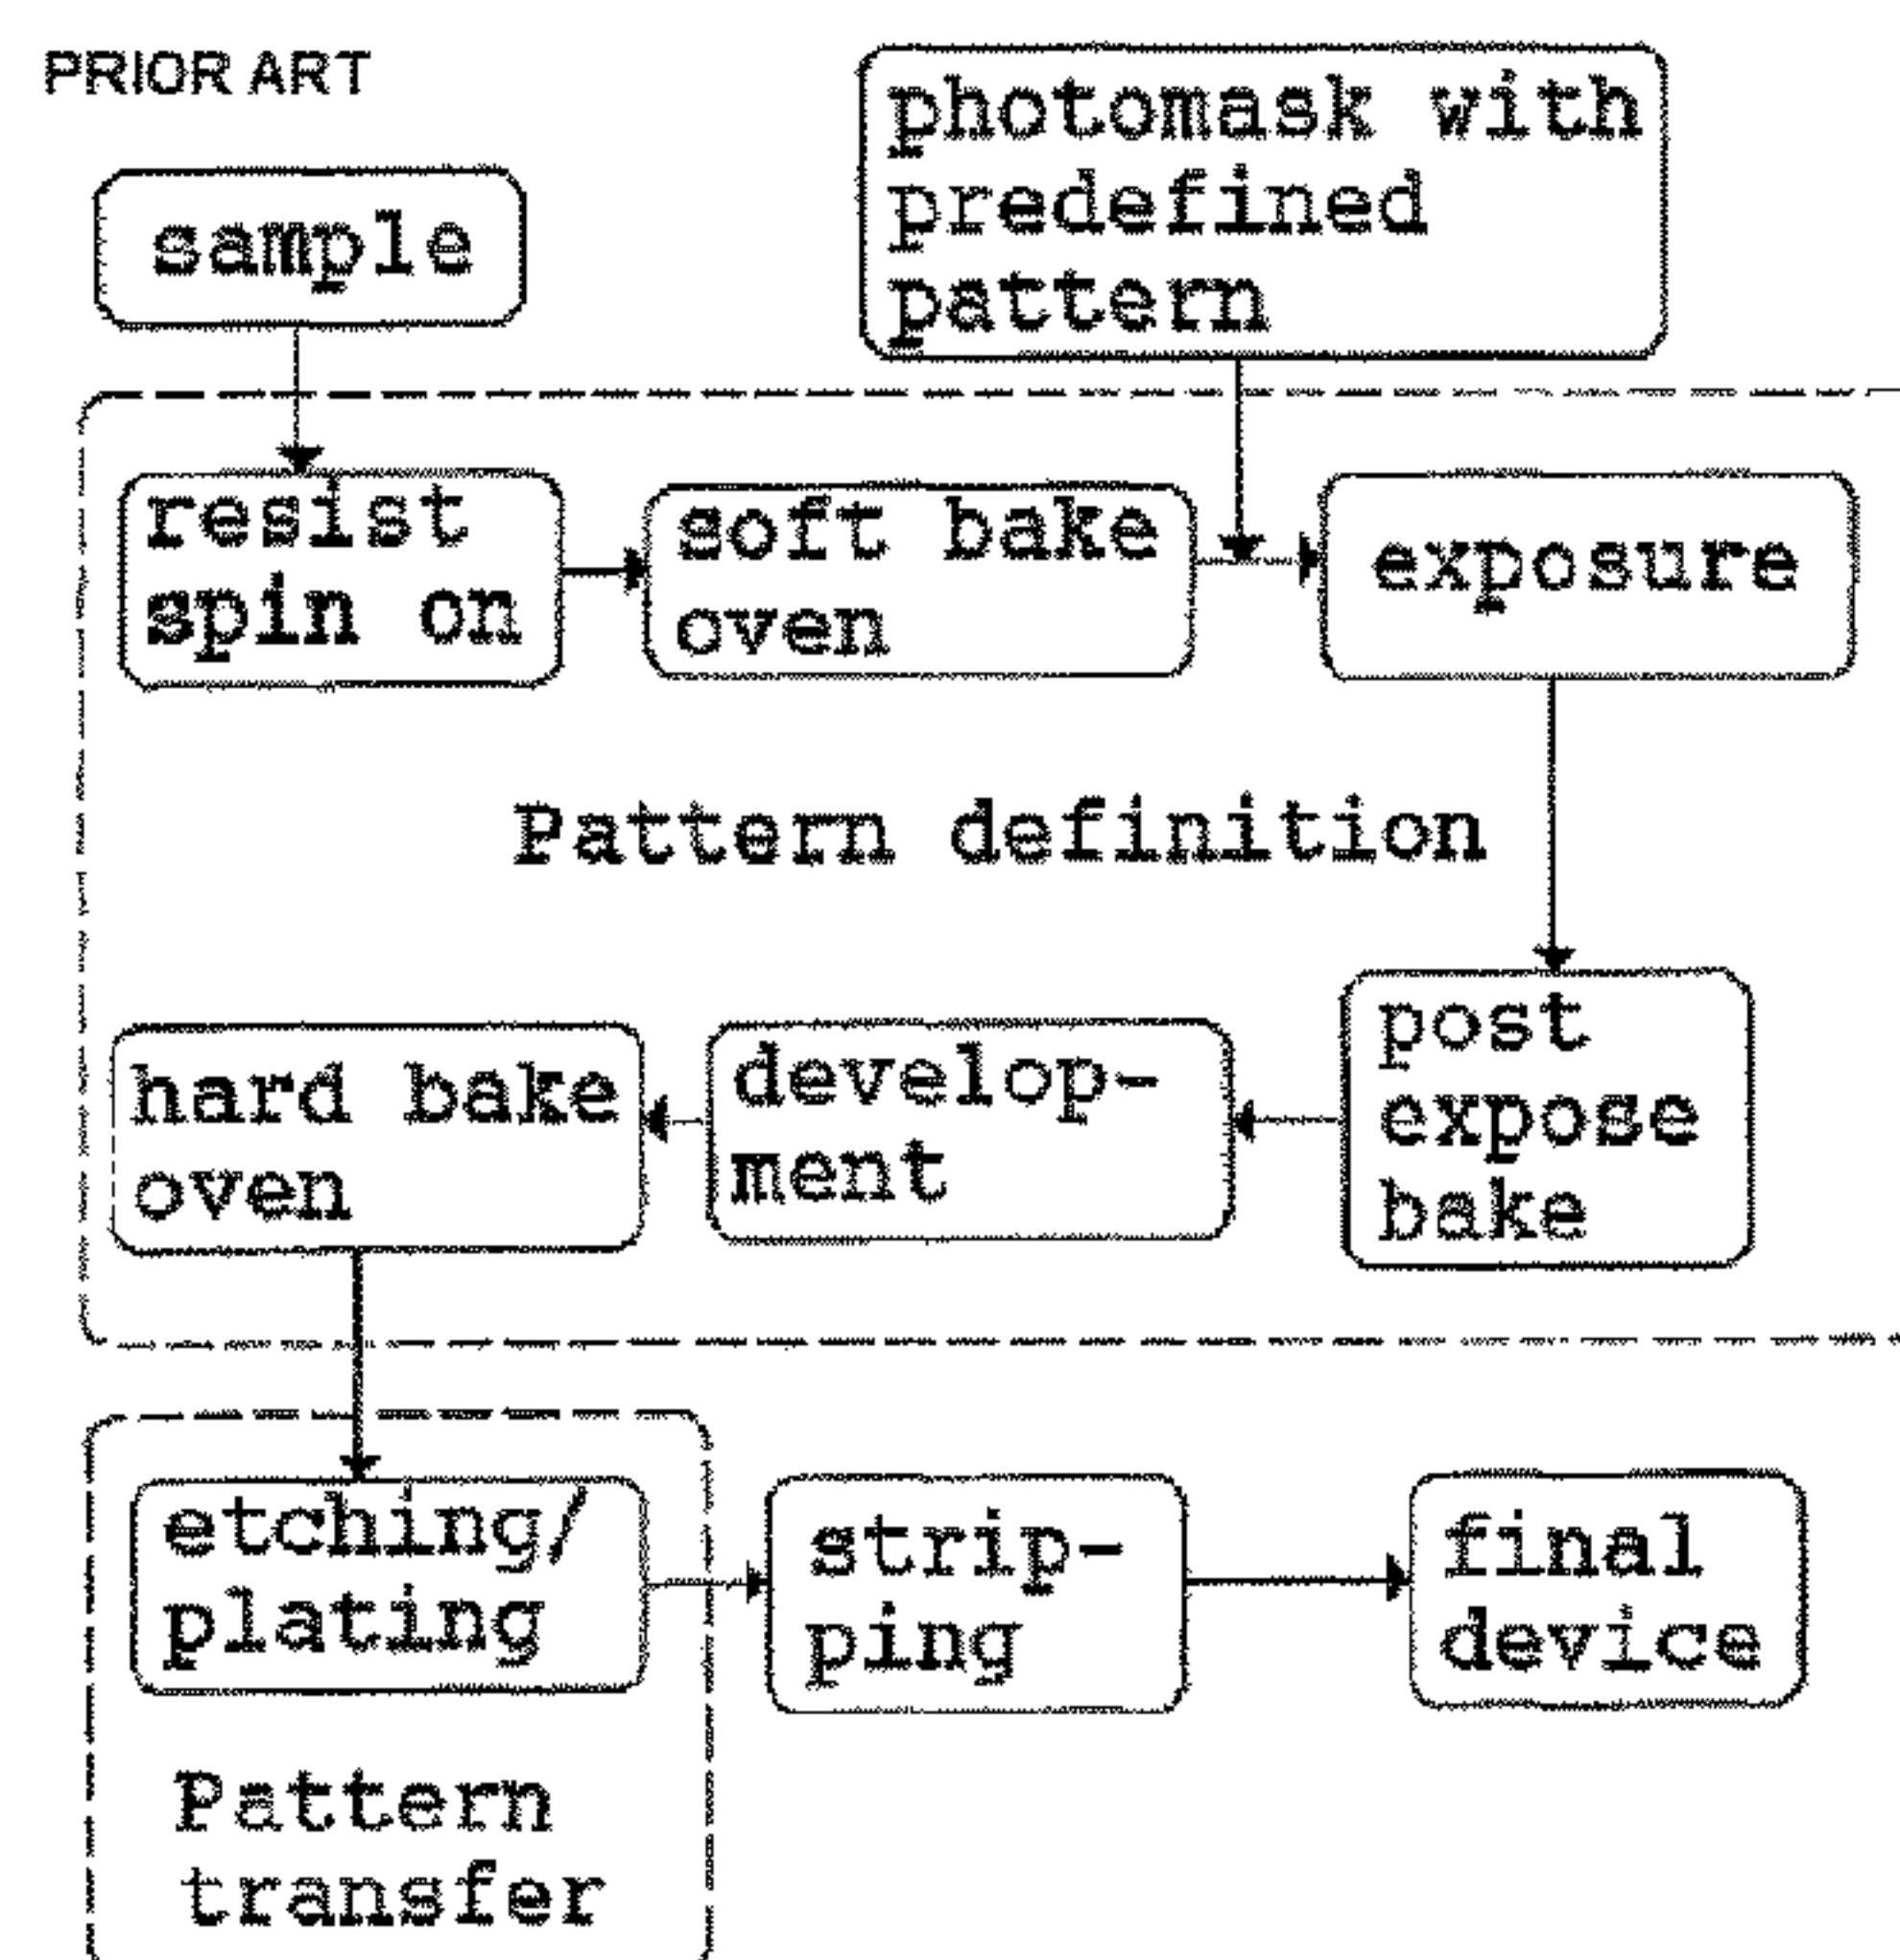 PRIOR ART
photomask with
predefined
pattern
sample
resist
spin on
soft bake
oven
exposure
Pattern definition
post
expose
bake
develop-
ment
hard bake
oven
etching/
plating
strip-
ping
final
device
Pattern
transfer